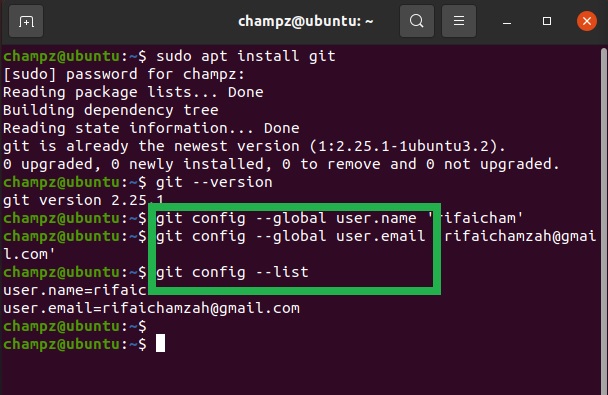 champz@ubuntu: ~
champz@ubuntu:~$ sudo apt install git
[sudo] password for champz:
Reading package lists... Done
Building dependency tree
Reading state information... Done
git is already the newest version (1:2.25.1-1ubuntu3.2).
0 upgraded, 0 newly installed, 0 to remove and 0 not upgraded.
champz@ubuntu:~$ git --version
git version 2.25.1
champz@ubuntu:~$ git config --global user.name 'rifaicham'
champz@ubuntu:~$ git config --global user.email 'rifaichamzah@gmai
l.com'
champz@ubuntu:~$ git config --list
user.name=rifaic
user.email=rifaichamzah@gmail.com
champz@ubuntu:~$
champz@ubuntu:~$